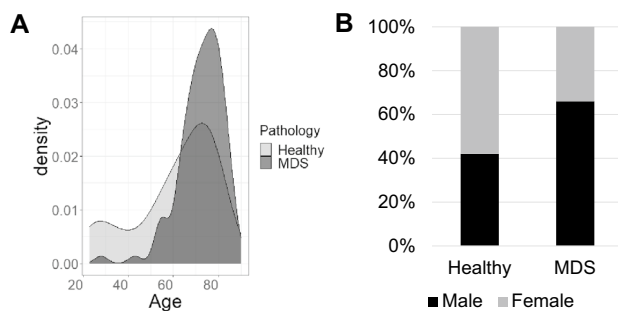 A
density
0.04
0.03
0.02
0.01
0.00
20 40 60 80
Age
Pathology
Healthy
MDS
B
100%
80%
60%
40%
20%
0%
Healthy MDS
Male Female